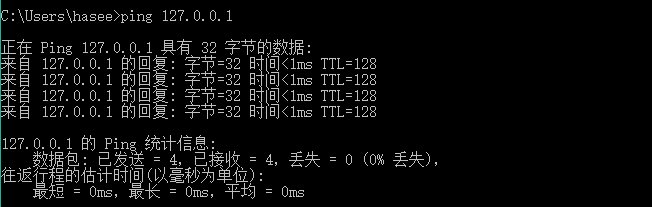 C:\Users\hasee>ping 127.0.0.1
正在 Ping 127.0.0.1 具有 32 字节的数据:
来自 127.0.0.1 的回复: 字节=32 时间<1ms TTL=128
来自 127.0.0.1 的回复: 字节=32 时间<1ms TTL=128
来自 127.0.0.1 的回复: 字节=32 时间<1ms TTL=128
来自 127.0.0.1 的回复: 字节=32 时间<1ms TTL=128
127.0.0.1 的 Ping 统计信息:
数据包: 已发送 = 4, 已接收 = 4, 丢失 = 0 (0% 丢失),
往返行程的估计时间(以毫秒为单位):
最短 = 0ms, 最长 = 0ms, 平均 = 0ms